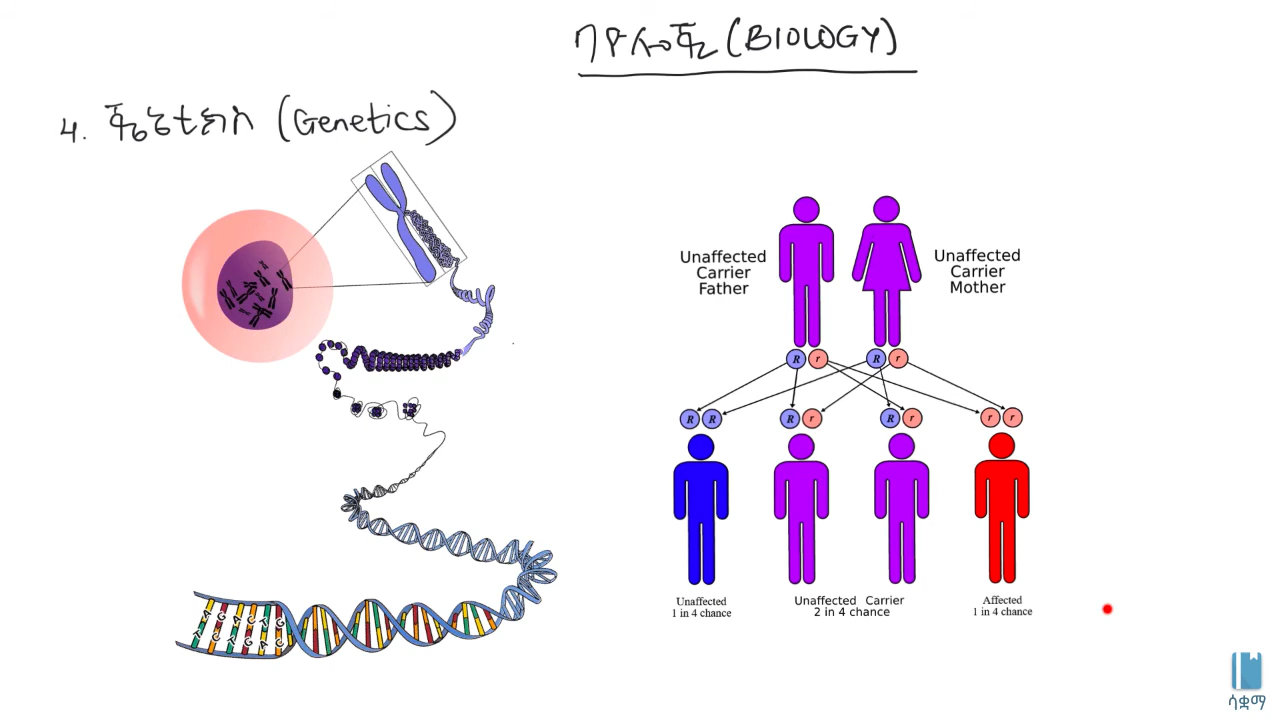 ባዮሎጂ (BIOLOGY)
4. ጄኔቲክስ (Genetics)
Unaffected
Carrier
Father
Unaffected
Carrier
Mother
R r R r
R R R r R r r r
Unaffected
1 in 4 chance
Unaffected Carrier
2 in 4 chance
Affected
1 in 4 chance
ሳቋማ